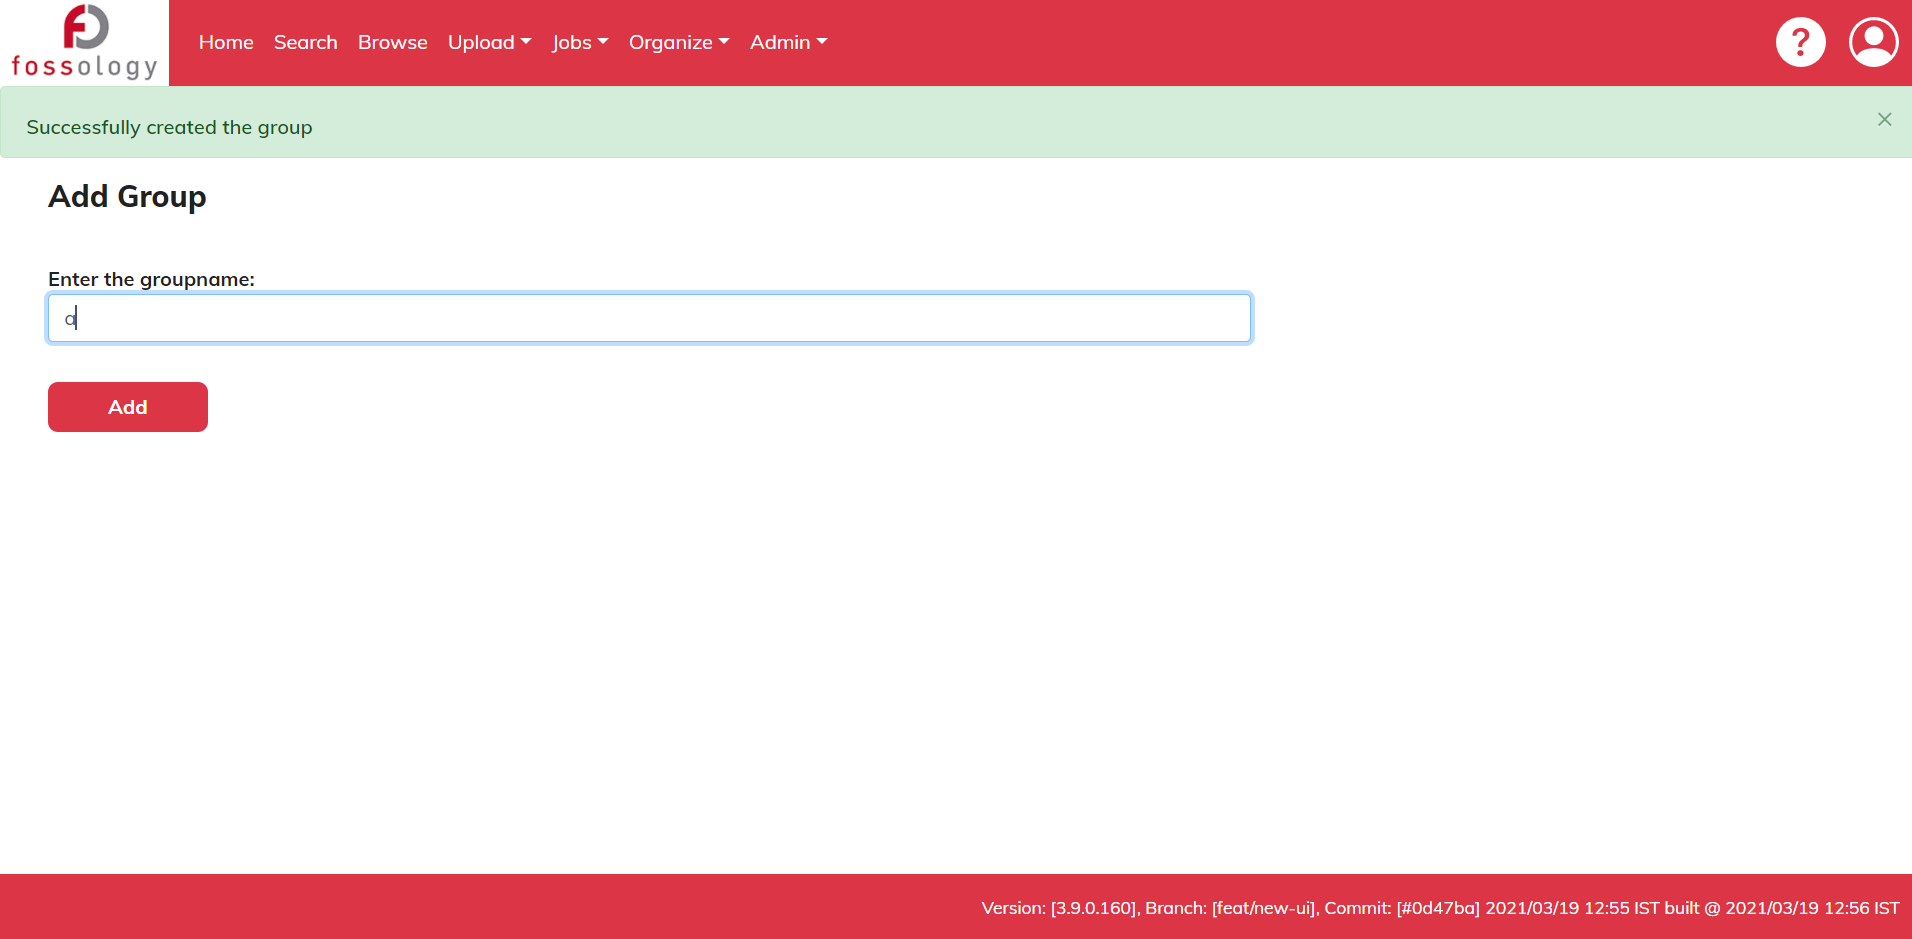 fossology
Home Search Browse Upload Jobs Organize Admin
?
Successfully created the group
×
Add Group
Enter the groupname:
a
Add
Version: [3.9.0.160], Branch: [feat/new-ui], Commit: [#0d47ba] 2021/03/19 12:55 IST built @ 2021/03/19 12:56 IST